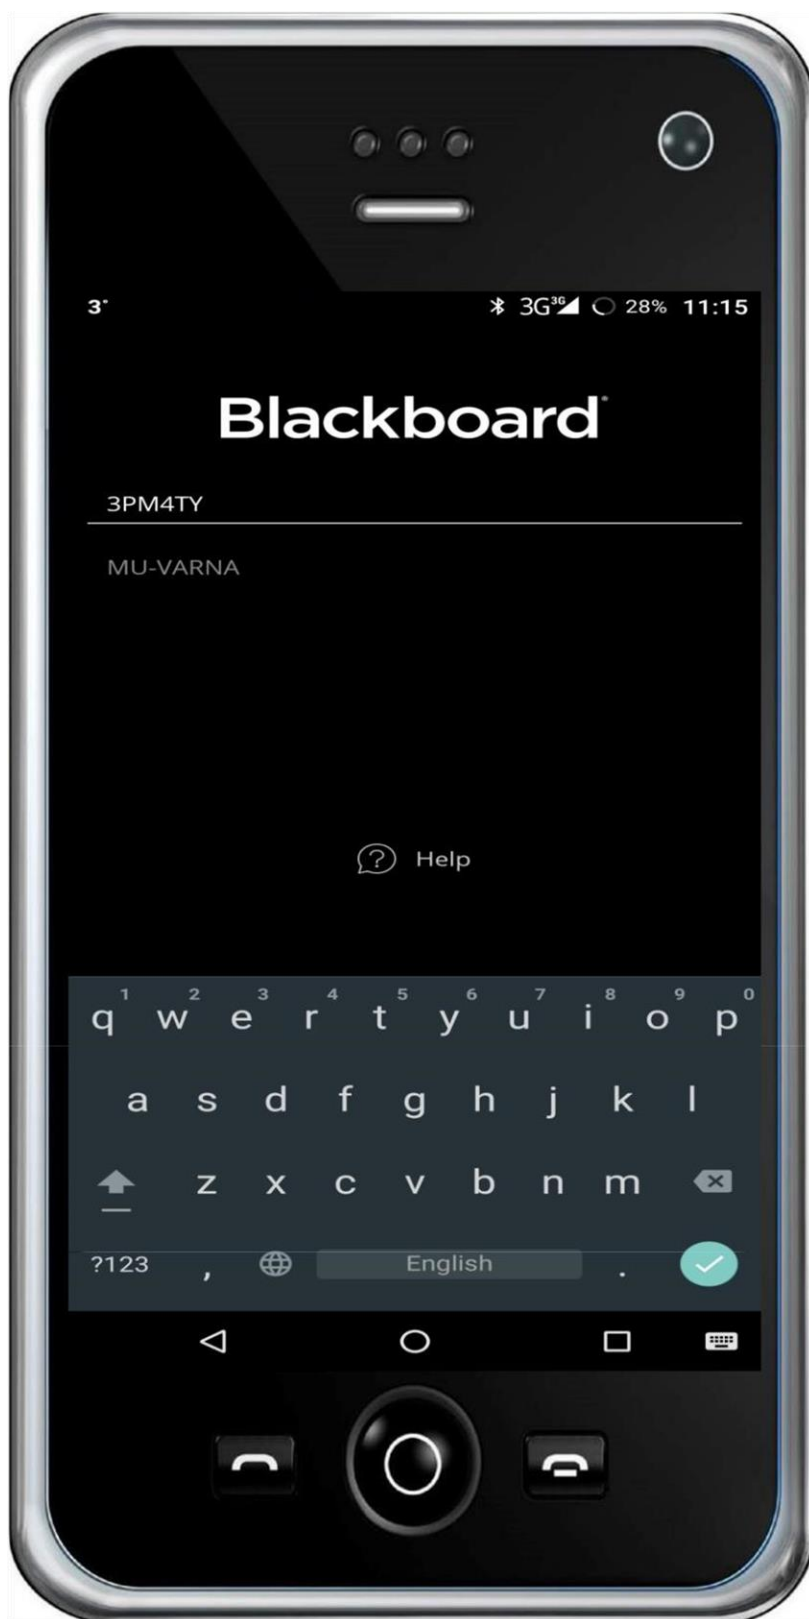 3° 3G 3G 28% 11:15
Blackboard
3PM4TY
MU-VARNA
? Help
1 2 3 4 5 6 7 8 9 0
q w e r t y u i o p
a s d f g h j k l
z x c v b n m
?123 , English .